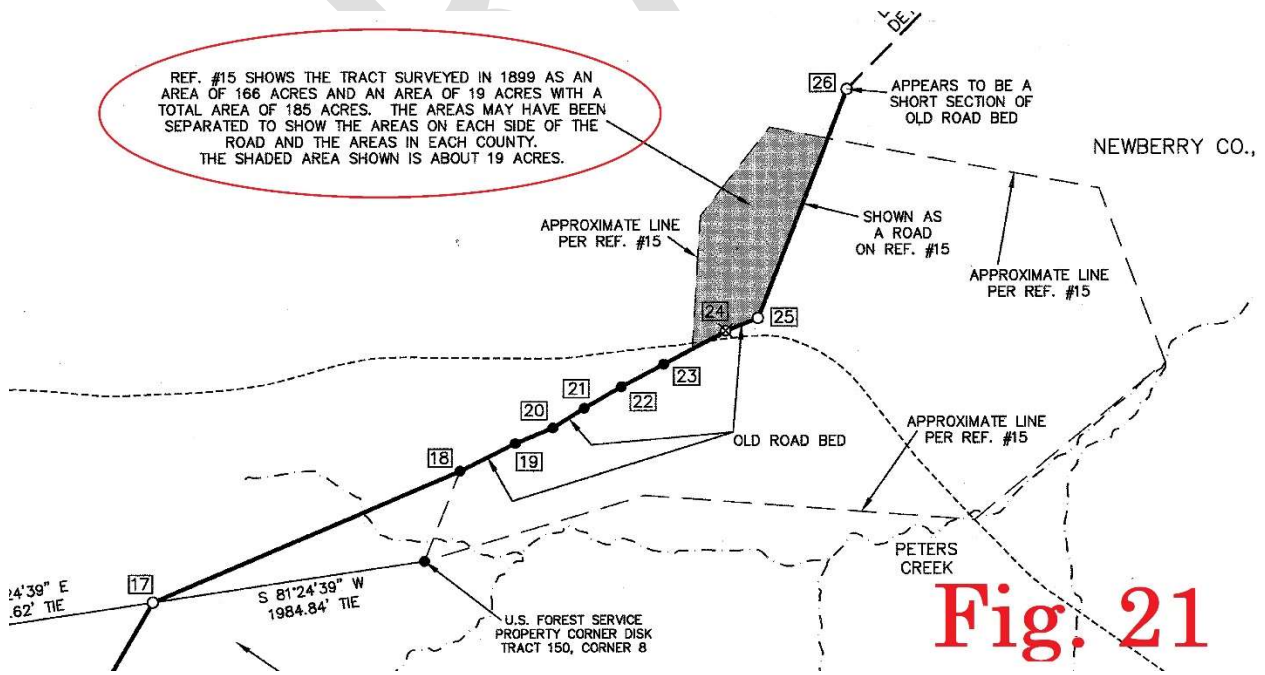 REF. #15 SHOWS THE TRACT SURVEYED IN 1899 AS AN
AREA OF 166 ACRES AND AN AREA OF 19 ACRES WITH A
TOTAL AREA OF 185 ACRES. THE AREAS MAY HAVE BEEN
SEPARATED TO SHOW THE AREAS ON EACH SIDE OF THE
ROAD AND THE AREAS IN EACH COUNTY.
THE SHADED AREA SHOWN IS ABOUT 19 ACRES.
26
APPEARS TO BE A
SHORT SECTION OF
OLD ROAD BED
NEWBERRY CO.,
APPROXIMATE LINE
PER REF. #15
SHOWN AS
A ROAD
ON REF. #15
APPROXIMATE LINE
PER REF. #15
24
25
23
22
21
20
19
18
OLD ROAD BED
APPROXIMATE LINE
PER REF. #15
PETERS
CREEK
17
24'39" E
.62' TIE
S 81°24'39" W
1984.84' TIE
U.S. FOREST SERVICE
PROPERTY CORNER DISK
TRACT 150, CORNER 8
Fig. 21